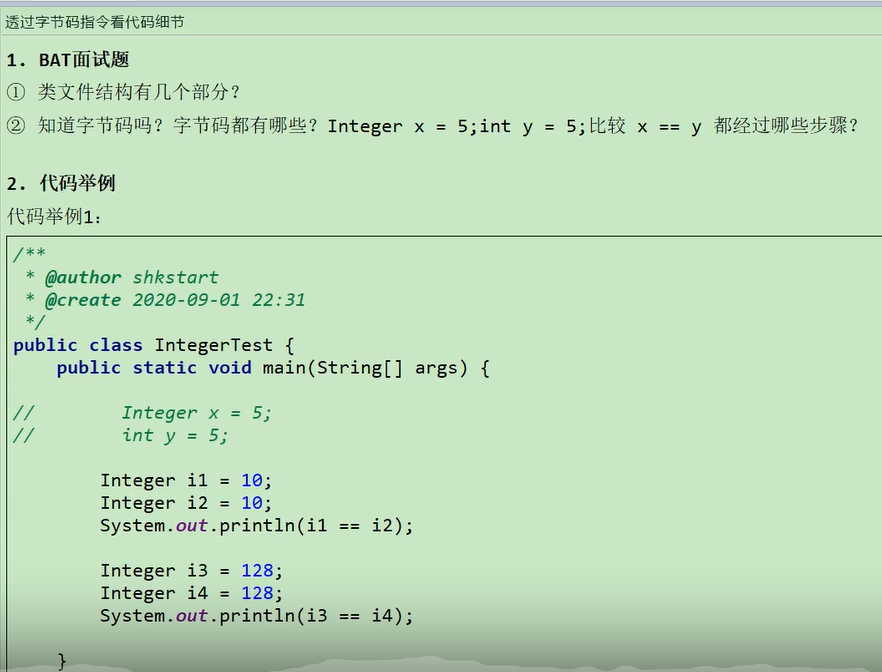 透过字节码指令看代码细节
1. BAT面试题
① 类文件结构有几个部分？
② 知道字节码吗？字节码都有哪些？Integer x = 5;int y = 5;比较 x == y 都经过哪些步骤？
2. 代码举例
代码举例1:
/**
 * @author shkstart
 * @create 2020-09-01 22:31
 */
public class IntegerTest {
    public static void main(String[] args) {
//        Integer x = 5;
//        int y = 5;
        Integer i1 = 10;
        Integer i2 = 10;
        System.out.println(i1 == i2);
        Integer i3 = 128;
        Integer i4 = 128;
        System.out.println(i3 == i4);
    }